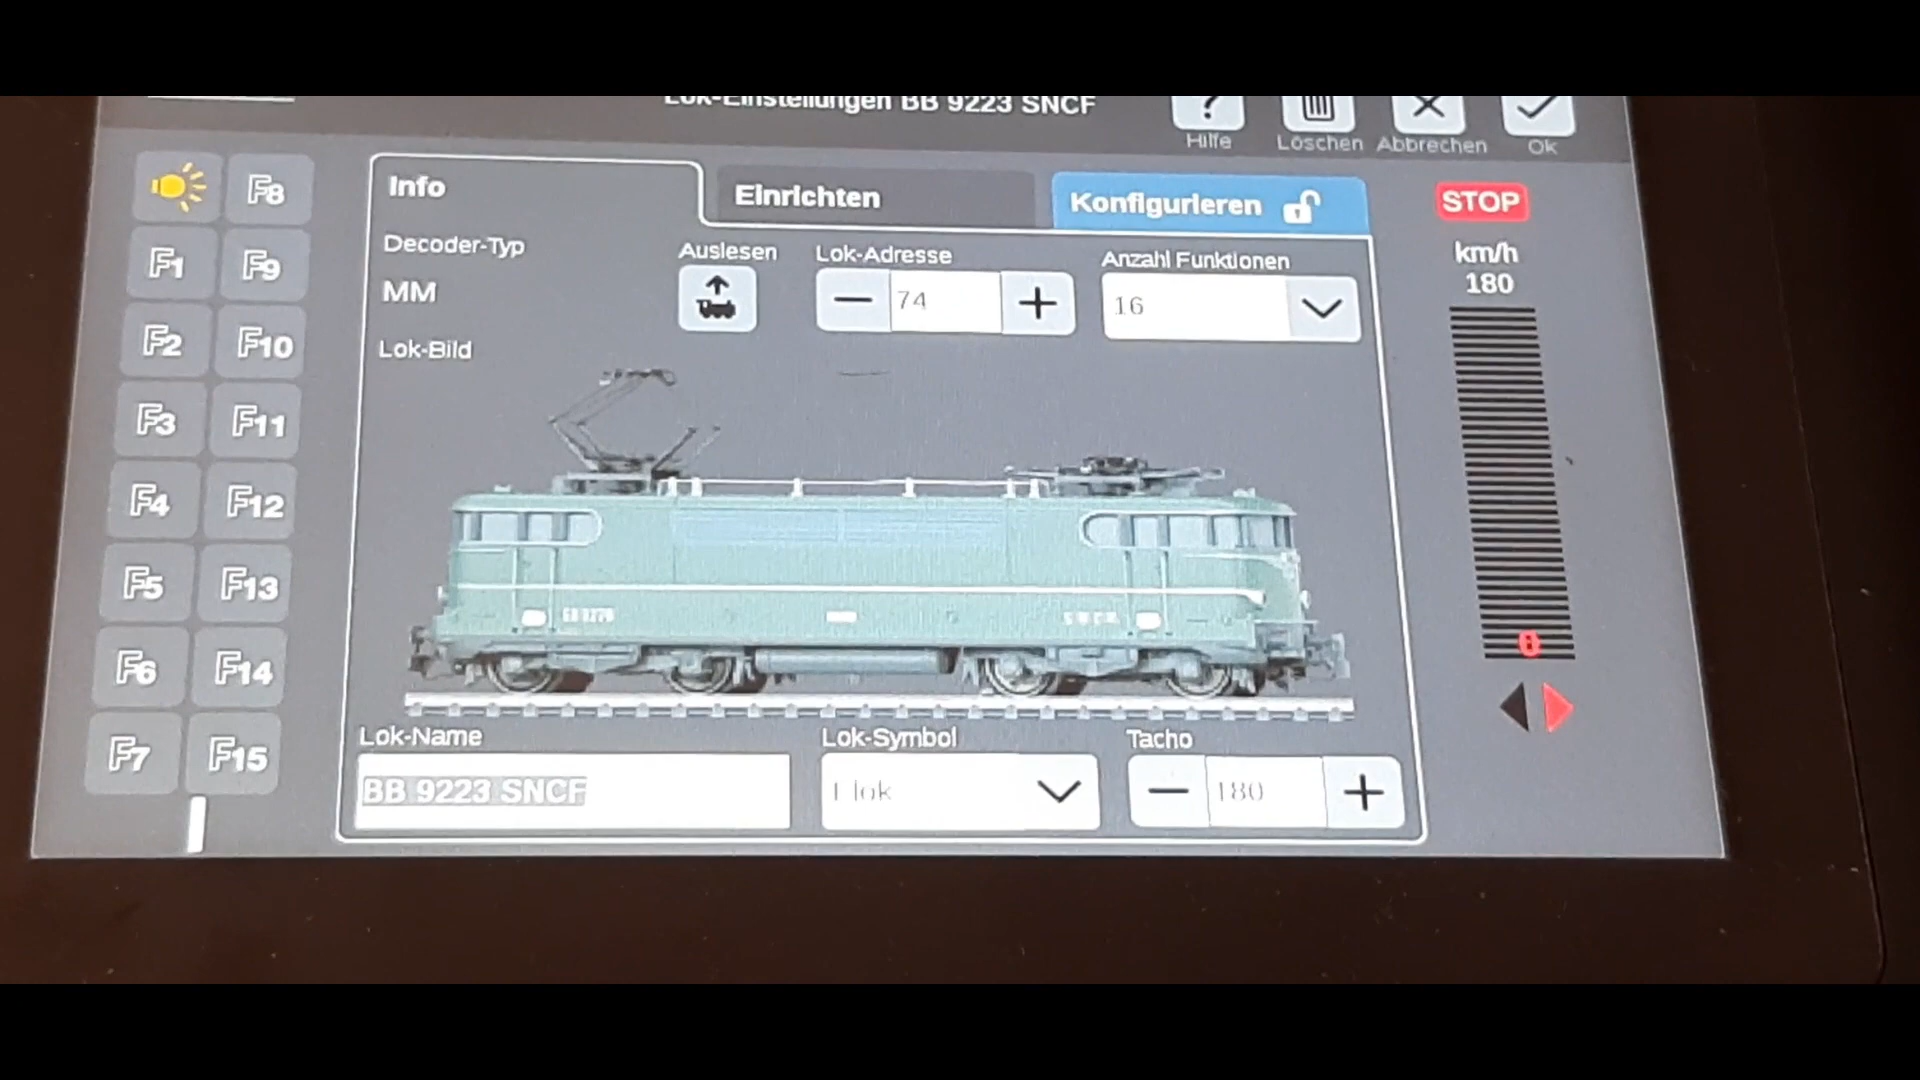 Lok-Einstellungen BB 9223 SNCF
?
Hilfe
Löschen
Abbrechen
Ok
F8
F1
F9
F2
F10
F3
F11
F4
F12
F5
F13
F6
F14
F7
F15
Info
Einrichten
Konfigurieren
Decoder-Typ
MM
Auslesen
Lok-Adresse
− 74 +
Anzahl Funktionen
16
Lok-Bild
Lok-Name
BB 9223 SNCF
Lok-Symbol
E lok
Tacho
− 180 +
STOP
km/h
180
0